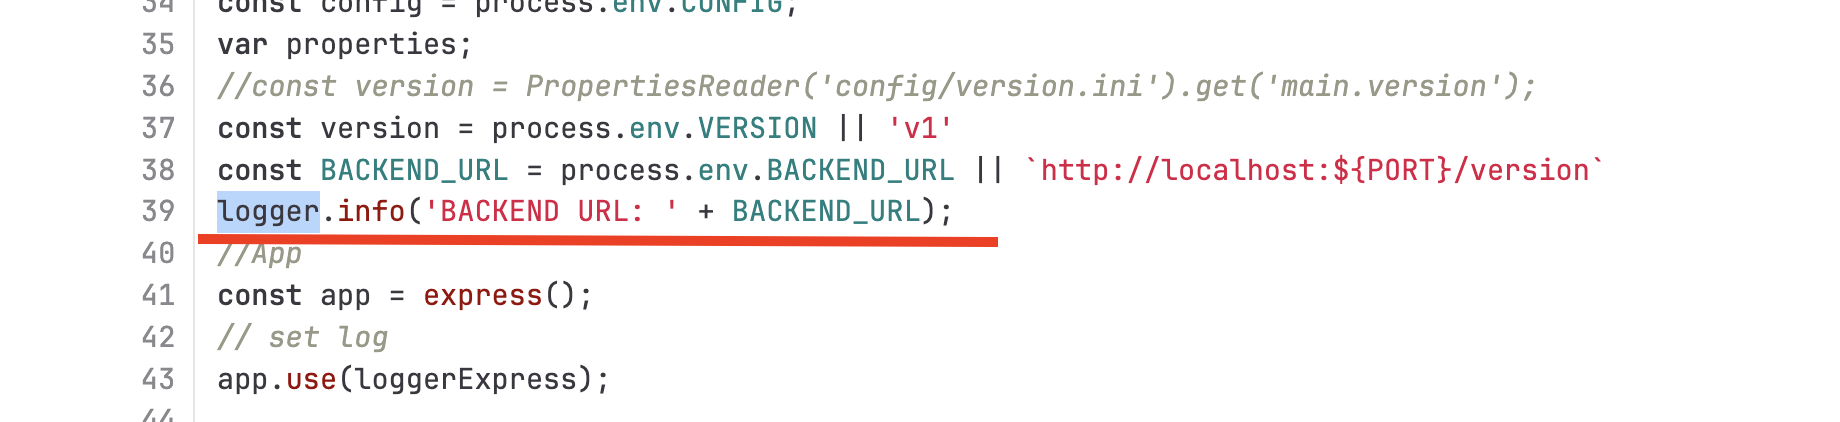 34 const config = process.env.CONFIG;
35 var properties;
36 //const version = PropertiesReader('config/version.ini').get('main.version');
37 const version = process.env.VERSION || 'v1'
38 const BACKEND_URL = process.env.BACKEND_URL || `http://localhost:${PORT}/version`
39 logger.info('BACKEND URL: ' + BACKEND_URL);
40 //App
41 const app = express();
42 // set log
43 app.use(loggerExpress);
44